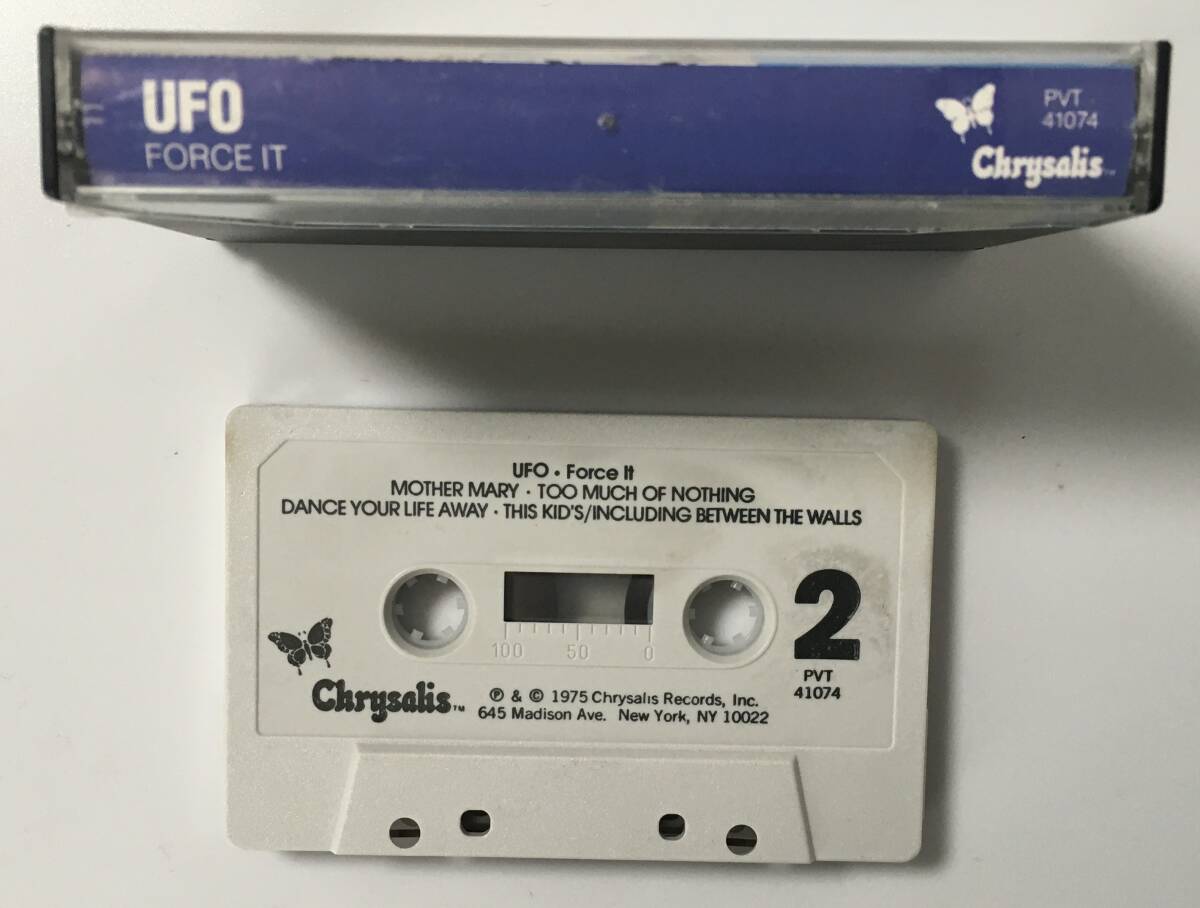 UFO
FORCE IT
PVT
41074
Chrysalis™
UFO • Force It
MOTHER MARY • TOO MUCH OF NOTHING
DANCE YOUR LIFE AWAY • THIS KID'S/INCLUDING BETWEEN THE WALLS
100 50 0
2
PVT
41074
Chrysalis™
℗ & © 1975 Chrysalis Records, Inc.
645 Madison Ave. New York, NY 10022